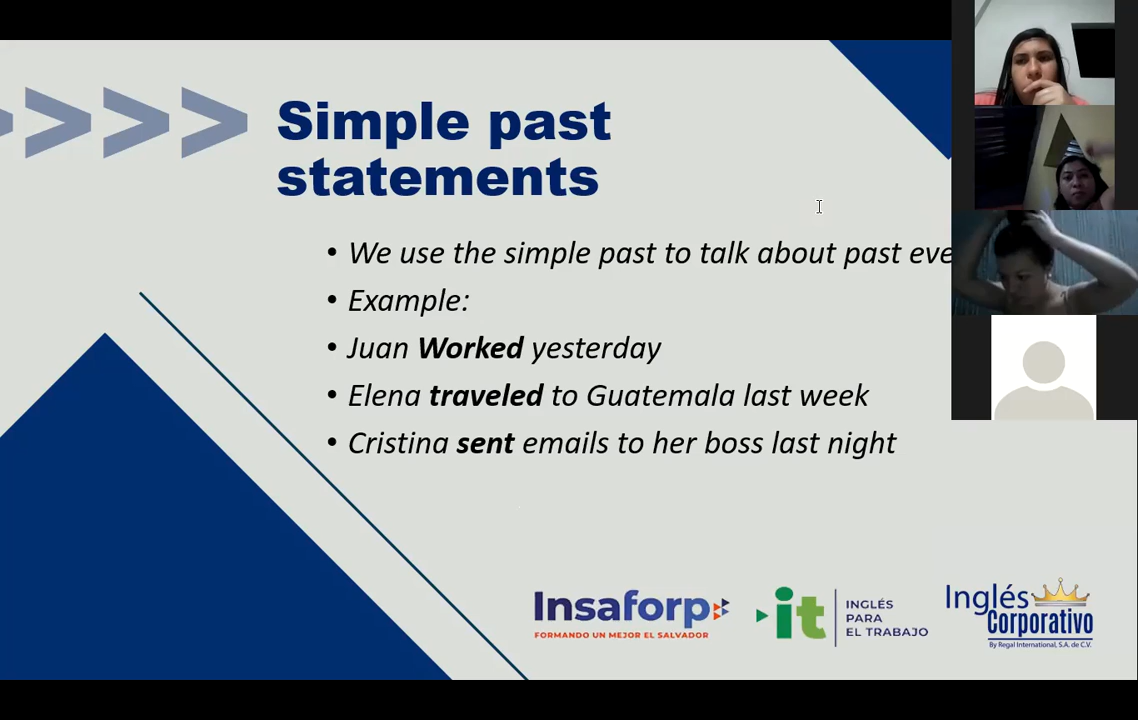 Simple past
statements
• We use the simple past to talk about past
• Example:
• Juan Worked yesterday
• Elena traveled to Guatemala last week
• Cristina sent emails to her boss last night
Insaforp
FORMANDO UN MEJOR EL SALVADOR
it
INGLÉS
PARA
EL TRABAJO
Inglés
Corporativo
By Regal International, S.A. de C.V.